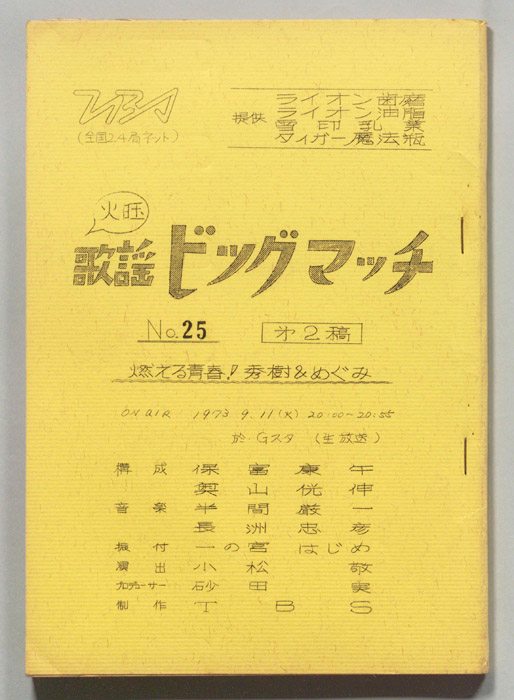 TBS
(全国24局ネット)
提供
ライオン歯磨
ライオン油脂
雪印乳業
タイガー魔法瓶
火曜
歌謡ビッグマッチ
No.25
第2稿
燃える青春!秀樹&めぐみ
ON AIR 1973.9.11(火) 20:00~20:55
於・Gスタ (生放送)
構成 保富康午
奥山侊伸
音楽 半間厳一
長洲忠彦
振付 一の宮はじめ
演出 小松敬
プロデューサー 砂田実
制作 TBS